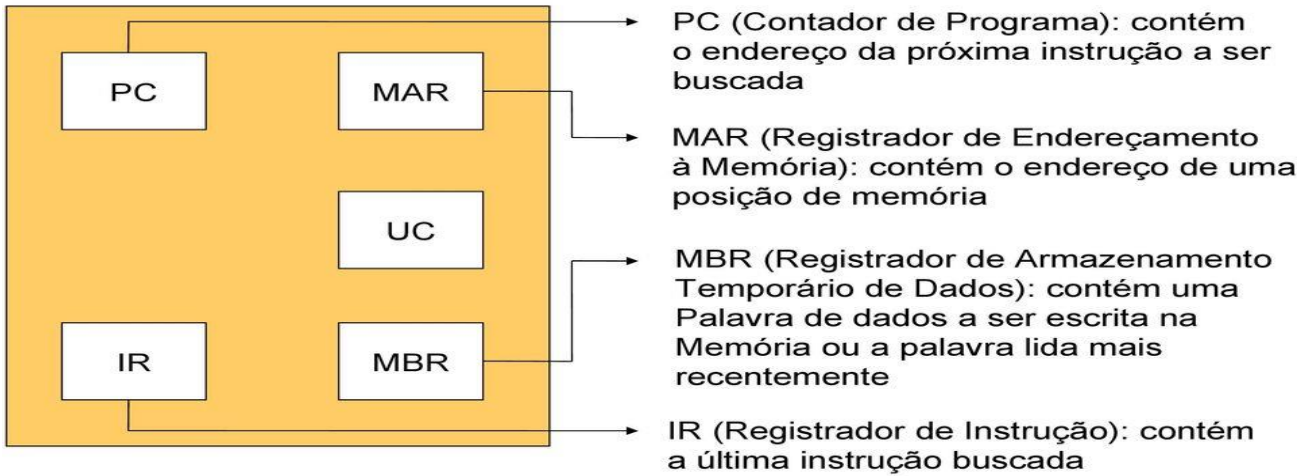 PC
MAR
UC
IR
MBR
PC (Contador de Programa): contém
o endereço da próxima instrução a ser
buscada
MAR (Registrador de Endereçamento
à Memória): contém o endereço de uma
posição de memória
MBR (Registrador de Armazenamento
Temporário de Dados): contém uma
Palavra de dados a ser escrita na
Memória ou a palavra lida mais
recentemente
IR (Registrador de Instrução): contém
a última instrução buscada